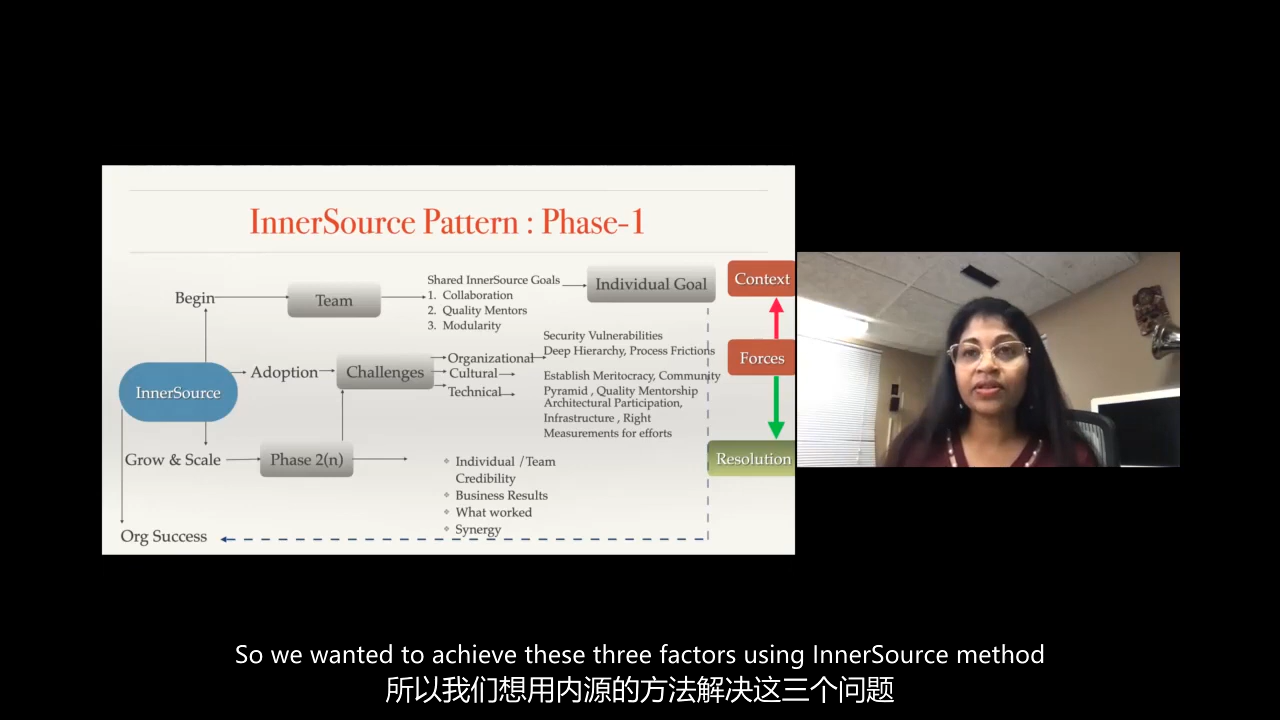 InnerSource Pattern : Phase-1
Begin
Team
Shared InnerSource Goals
1. Collaboration
2. Quality Mentors
3. Modularity
Individual Goal
Context
InnerSource
Adoption
Challenges
Organizational
Cultural
Technical
Security Vulnerabilities
Deep Hierarchy, Process Frictions
Establish Meritocracy, Community
Pyramid , Quality Mentorship
Architectural Participation,
Infrastructure , Right
Measurements for efforts
Forces
Grow & Scale
Phase 2(n)
Individual /Team
Credibility
Business Results
What worked
Synergy
Resolution
Org Success
So we wanted to achieve these three factors using InnerSource method
所以我们想用内源的方法解决这三个问题